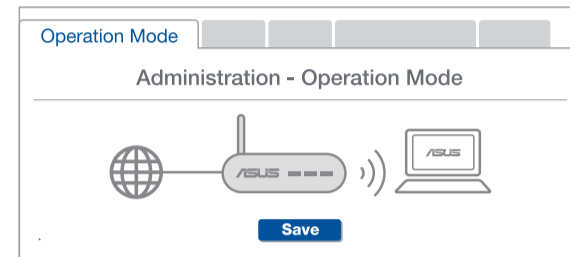 Operation Mode
Administration - Operation Mode
ASUS
ASUS
Save